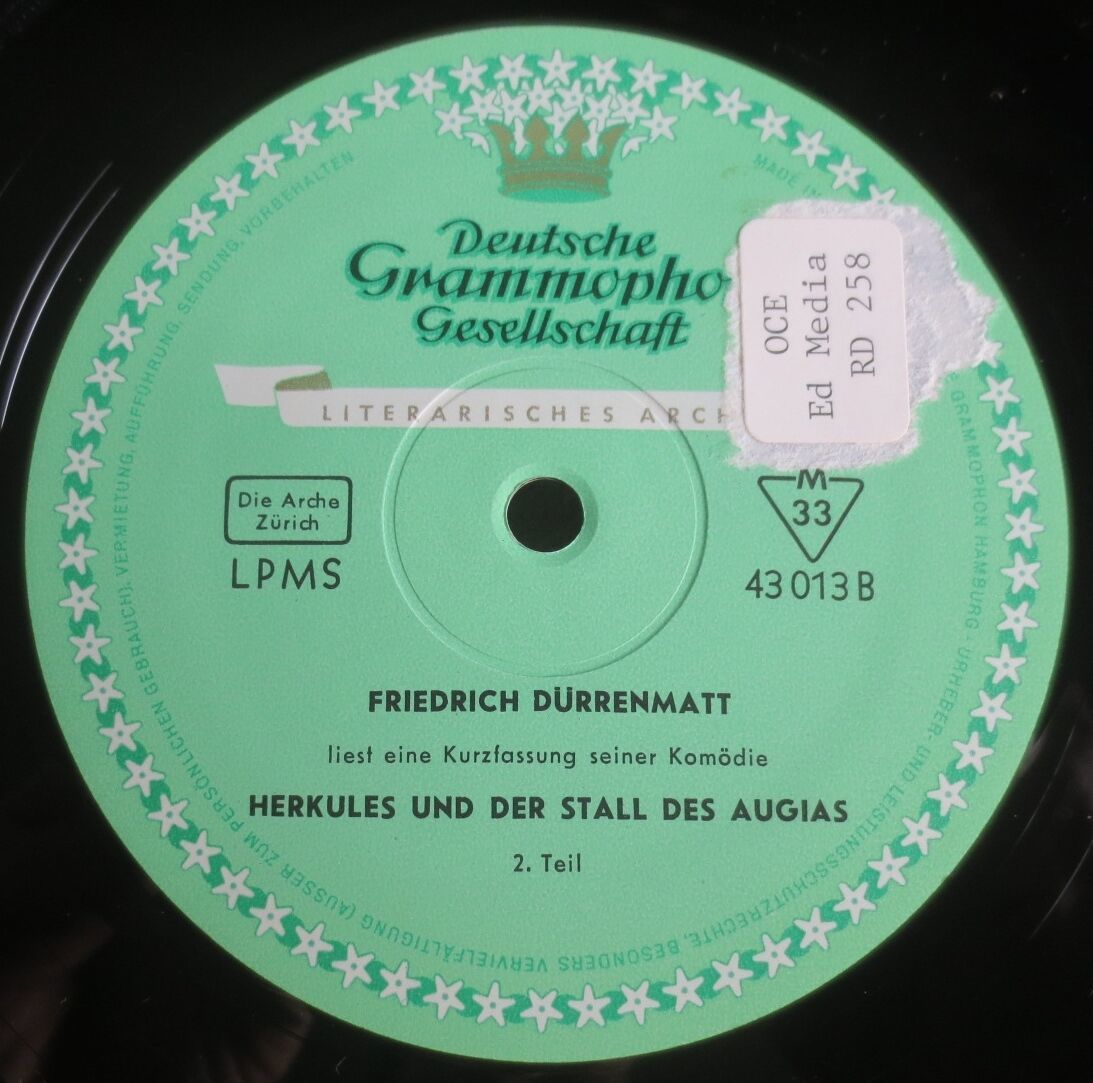 Deutsche
Grammopho
Gesellschaft
LITERARISCHES ARCH
OCE
Ed Media
RD 258
Die Arche
Zürich
LPMS
M
33
43 013 B
FRIEDRICH DÜRRENMATT
liest eine Kurzfassung seiner Komödie
HERKULES UND DER STALL DES AUGIAS
2. Teil
MADE IN
GRAMMOPHON HAMBURG · URHEBER- UND LEISTUNGSSCHUTZRECHTE, BESONDERS VERVIELFÄLTIGUNG (AUSSER ZUM PERSÖNLICHEN GEBRAUCH), VERMIETUNG, AUFFÜHRUNG, SENDUNG, VORBEHALTEN